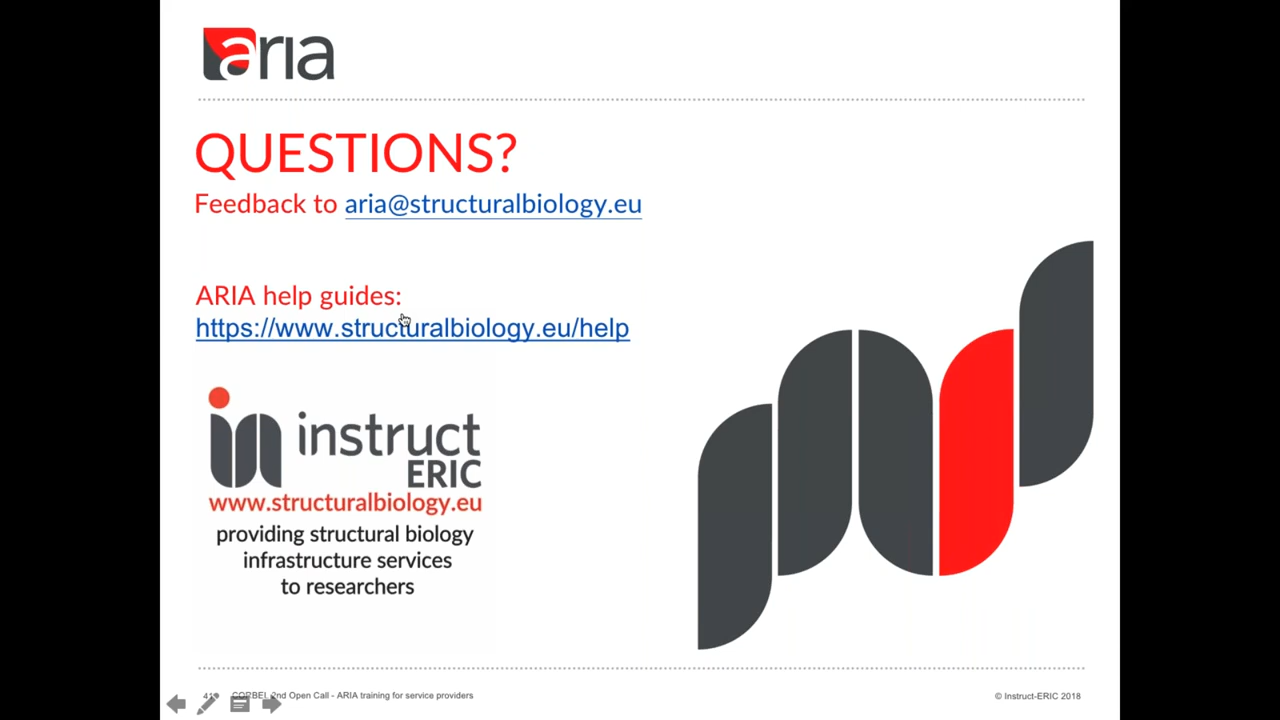 aria
QUESTIONS?
Feedback to aria@structuralbiology.eu
ARIA help guides:
https://www.structuralbiology.eu/help
instruct
ERIC
www.structuralbiology.eu
providing structural biology
infrastructure services
to researchers
CORBEL 2nd Open Call - ARIA training for service providers
© Instruct-ERIC 2018